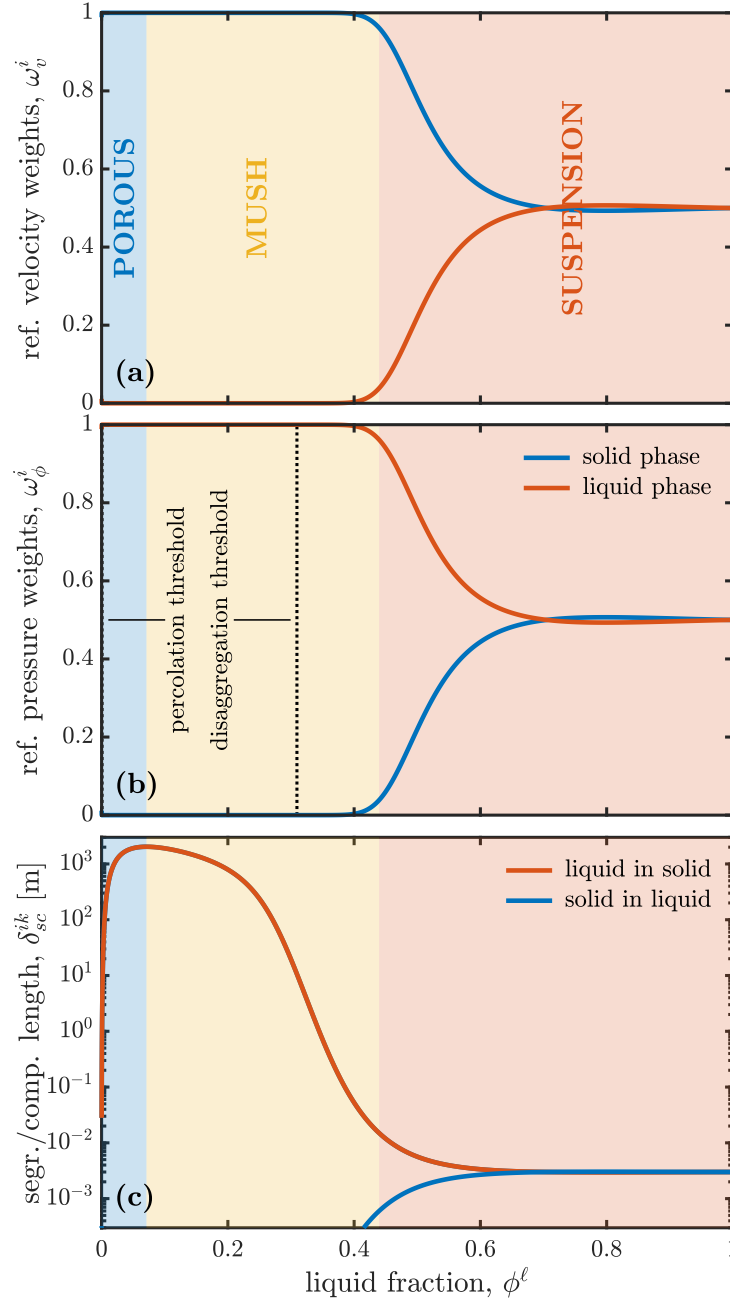 1
0.8
0.6
0.4
0.2
0
ref. velocity weights, ω_v^i
POROUS
MUSH
SUSPENSION
(a)
1
0.8
0.6
0.4
0.2
0
ref. pressure weights, ω_ϕ^i
solid phase
liquid phase
percolation threshold
disaggregation threshold
(b)
10^3
10^2
10^1
10^0
10^-1
10^-2
10^-3
segr./comp. length, δ_sc^ik [m]
liquid in solid
solid in liquid
(c)
0 0.2 0.4 0.6 0.8 1
liquid fraction, ϕ^ℓ